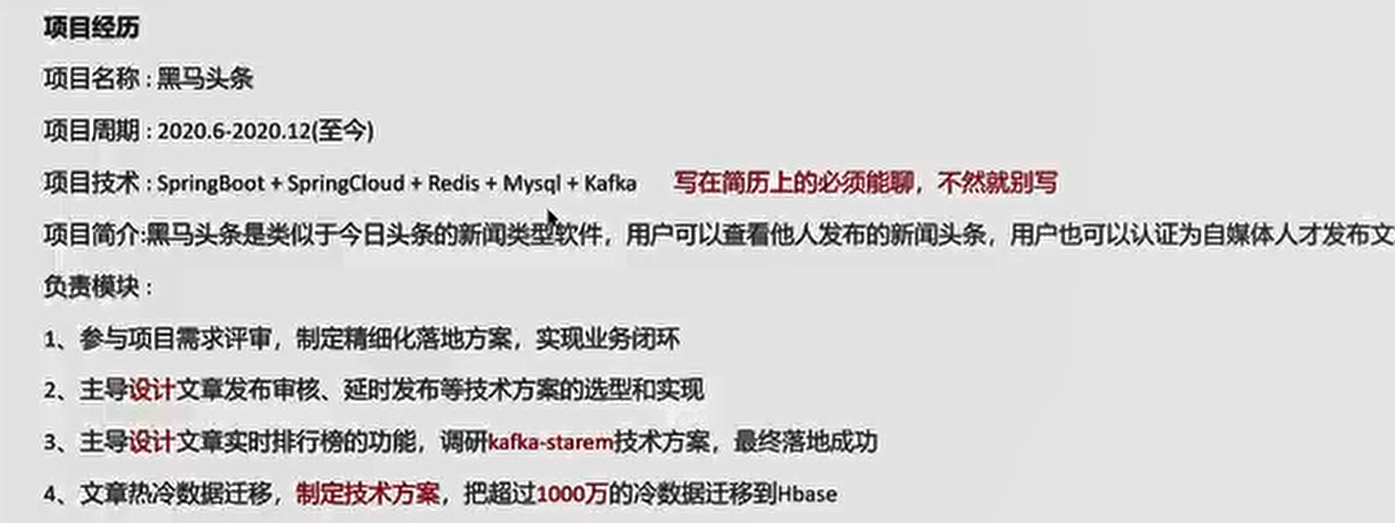 项目经历
项目名称 : 黑马头条
项目周期 : 2020.6-2020.12(至今)
项目技术 : SpringBoot + SpringCloud + Redis + Mysql + Kafka 写在简历上的必须能聊，不然就别写
项目简介:黑马头条是类似于今日头条的新闻类型软件，用户可以查看他人发布的新闻头条，用户也可以认证为自媒体人才发布文
负责模块 :
1、参与项目需求评审，制定精细化落地方案，实现业务闭环
2、主导设计文章发布审核、延时发布等技术方案的选型和实现
3、主导设计文章实时排行榜的功能，调研kafka-starem技术方案，最终落地成功
4、文章热冷数据迁移，制定技术方案，把超过1000万的冷数据迁移到Hbase